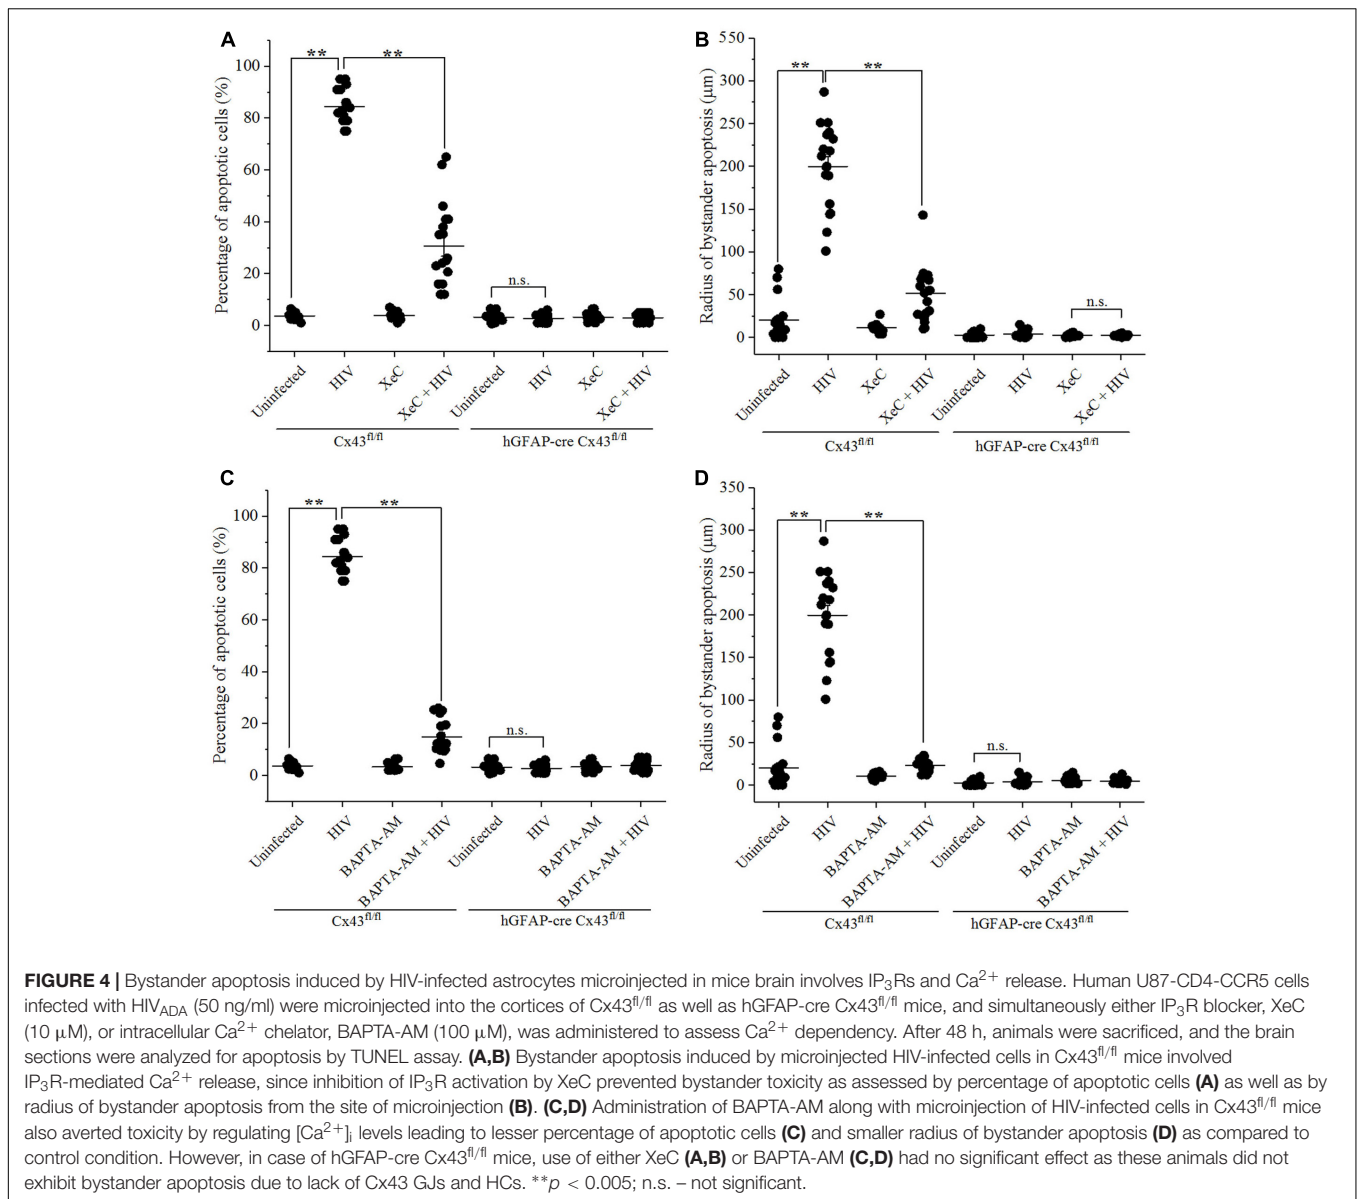 A
Percentage of apoptotic cells (%)
100
80
60
40
20
0
** **
n.s.
Uninfected HIV XeC XeC + HIV Uninfected HIV XeC XeC + HIV
Cx43fl/fl hGFAP-cre Cx43fl/fl
B
Radius of bystander apoptosis (μm)
550
300
250
200
150
100
50
0
** **
n.s.
Uninfected HIV XeC XeC + HIV Uninfected HIV XeC XeC + HIV
Cx43fl/fl hGFAP-cre Cx43fl/fl
C
Percentage of apoptotic cells (%)
100
80
60
40
20
0
** **
n.s.
Uninfected HIV BAPTA-AM BAPTA-AM + HIV Uninfected HIV BAPTA-AM BAPTA-AM + HIV
Cx43fl/fl hGFAP-cre Cx43fl/fl
D
Radius of bystander apoptosis (μm)
350
300
250
200
150
100
50
0
** **
n.s.
Uninfected HIV BAPTA-AM BAPTA-AM + HIV Uninfected HIV BAPTA-AM BAPTA-AM + HIV
Cx43fl/fl hGFAP-cre Cx43fl/fl
FIGURE 4 | Bystander apoptosis induced by HIV-infected astrocytes microinjected in mice brain involves IP3Rs and Ca2+ release. Human U87-CD4-CCR5 cells
infected with HIVADA (50 ng/ml) were microinjected into the cortices of Cx43fl/fl as well as hGFAP-cre Cx43fl/fl mice, and simultaneously either IP3R blocker, XeC
(10 μM), or intracellular Ca2+ chelator, BAPTA-AM (100 μM), was administered to assess Ca2+ dependency. After 48 h, animals were sacrificed, and the brain
sections were analyzed for apoptosis by TUNEL assay. (A,B) Bystander apoptosis induced by microinjected HIV-infected cells in Cx43fl/fl mice involved
IP3R-mediated Ca2+ release, since inhibition of IP3R activation by XeC prevented bystander toxicity as assessed by percentage of apoptotic cells (A) as well as by
radius of bystander apoptosis from the site of microinjection (B). (C,D) Administration of BAPTA-AM along with microinjection of HIV-infected cells in Cx43fl/fl mice
also averted toxicity by regulating [Ca2+]i levels leading to lesser percentage of apoptotic cells (C) and smaller radius of bystander apoptosis (D) as compared to
control condition. However, in case of hGFAP-cre Cx43fl/fl mice, use of either XeC (A,B) or BAPTA-AM (C,D) had no significant effect as these animals did not
exhibit bystander apoptosis due to lack of Cx43 GJs and HCs. **p < 0.005; n.s. – not significant.